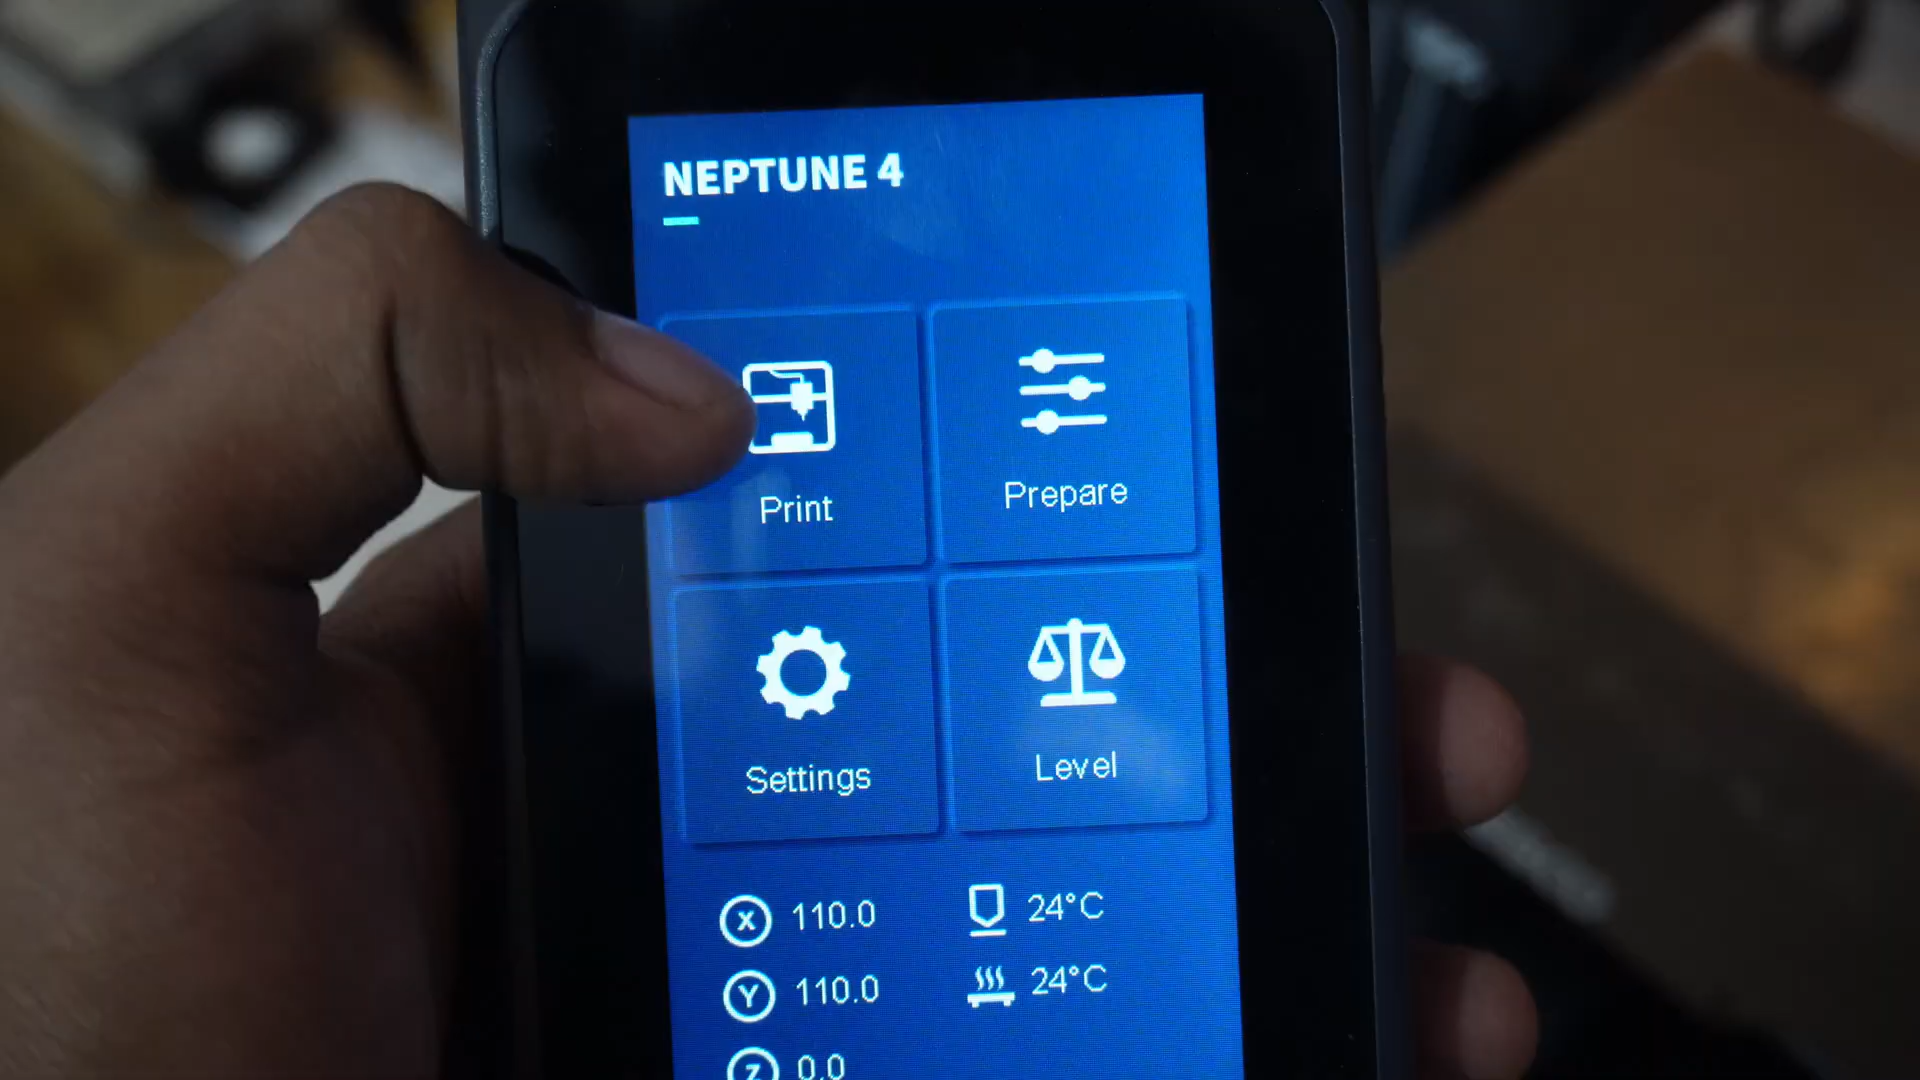 NEPTUNE 4
Print
Prepare
Settings
Level
X 110.0
24°C
Y 110.0
24°C
Z 0.0